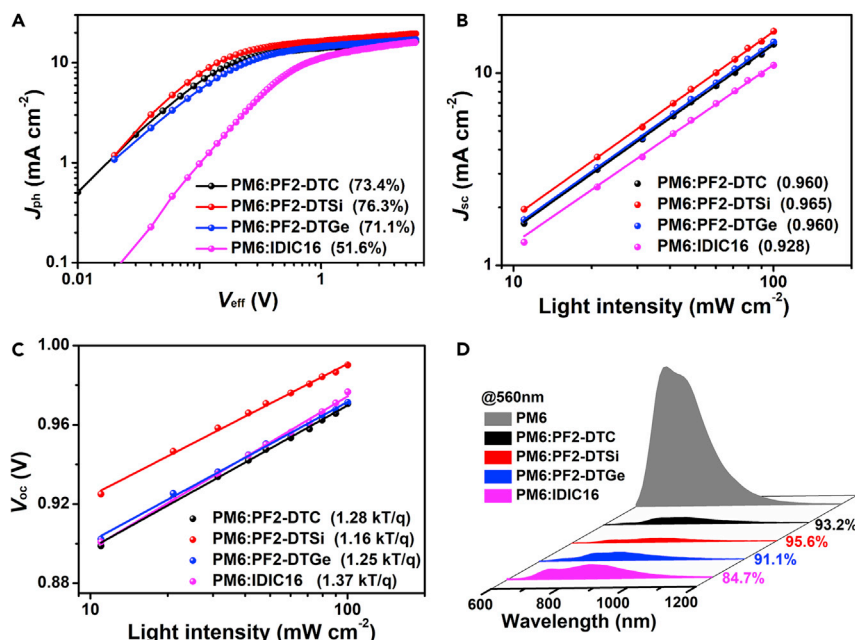 A
J_ph (mA cm⁻²)
10
1
0.1
PM6:PF2-DTC (73.4%)
PM6:PF2-DTSi (76.3%)
PM6:PF2-DTGe (71.1%)
PM6:IDIC16 (51.6%)
0.01
1
V_eff (V)
B
J_sc (mA cm⁻²)
10
1
PM6:PF2-DTC (0.960)
PM6:PF2-DTSi (0.965)
PM6:PF2-DTGe (0.960)
PM6:IDIC16 (0.928)
10
100
Light intensity (mW cm⁻²)
C
V_oc (V)
1.00
0.96
0.92
0.88
PM6:PF2-DTC (1.28 kT/q)
PM6:PF2-DTSi (1.16 kT/q)
PM6:PF2-DTGe (1.25 kT/q)
PM6:IDIC16 (1.37 kT/q)
10
100
Light intensity (mW cm⁻²)
D
@560nm
PM6
PM6:PF2-DTC
PM6:PF2-DTSi
PM6:PF2-DTGe
PM6:IDIC16
93.2%
95.6%
91.1%
84.7%
600
800
1000
1200
Wavelength (nm)